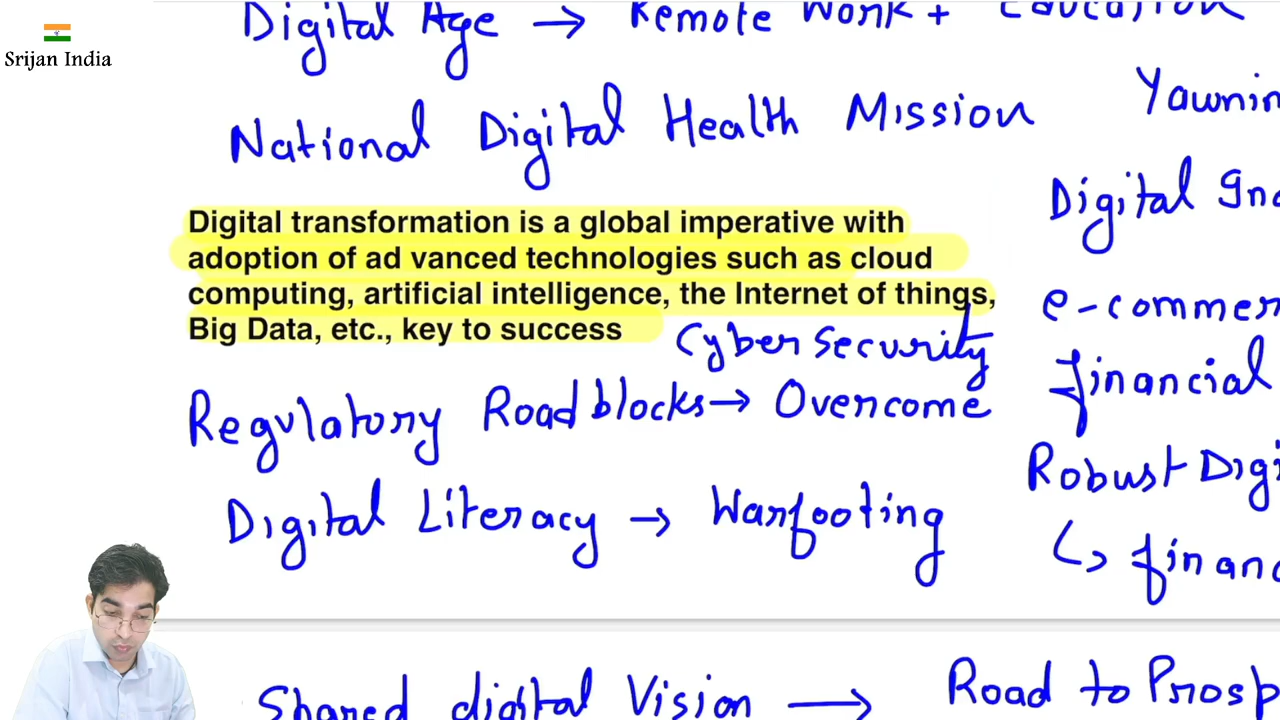 Digital Age → Remote Work + Education
Srijan India
National Digital Health Mission
Yawnin
Digital transformation is a global imperative with
adoption of ad vanced technologies such as cloud
computing, artificial intelligence, the Internet of things,
Big Data, etc., key to success
Digital
e-commer
Cybersecurity
Regulatory Roadblocks → Overcome
financial
Robust Digi
Digital Literacy → Warfooting
↳ financ
Shared digital Vision →
Road to Prosp